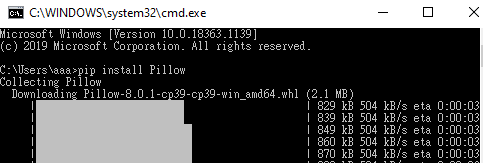 C:\WINDOWS\system32\cmd.exe
Microsoft Windows [Version 10.0.18363.1139]
(c) 2019 Microsoft Corporation. All rights reserved.
C:\Users\aaa>pip install Pillow
Collecting Pillow
Downloading Pillow-8.0.1-cp39-cp39-win_amd64.whl (2.1 MB)
| | 829 kB 504 kB/s eta 0:00:03
| | 839 kB 504 kB/s eta 0:00:03
| | 849 kB 504 kB/s eta 0:00:03
| | 860 kB 504 kB/s eta 0:00:03
| | 870 kB 504 kB/s eta 0:00:03